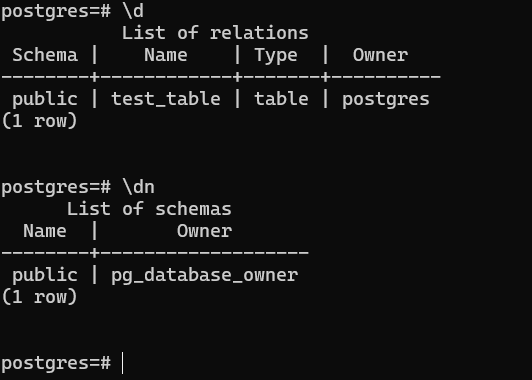 postgres=# \d
           List of relations
 Schema |    Name    | Type  |  Owner
--------+------------+-------+----------
 public | test_table | table | postgres
(1 row)
postgres=# \dn
      List of schemas
  Name  |       Owner
--------+-------------------
 public | pg_database_owner
(1 row)
postgres=#